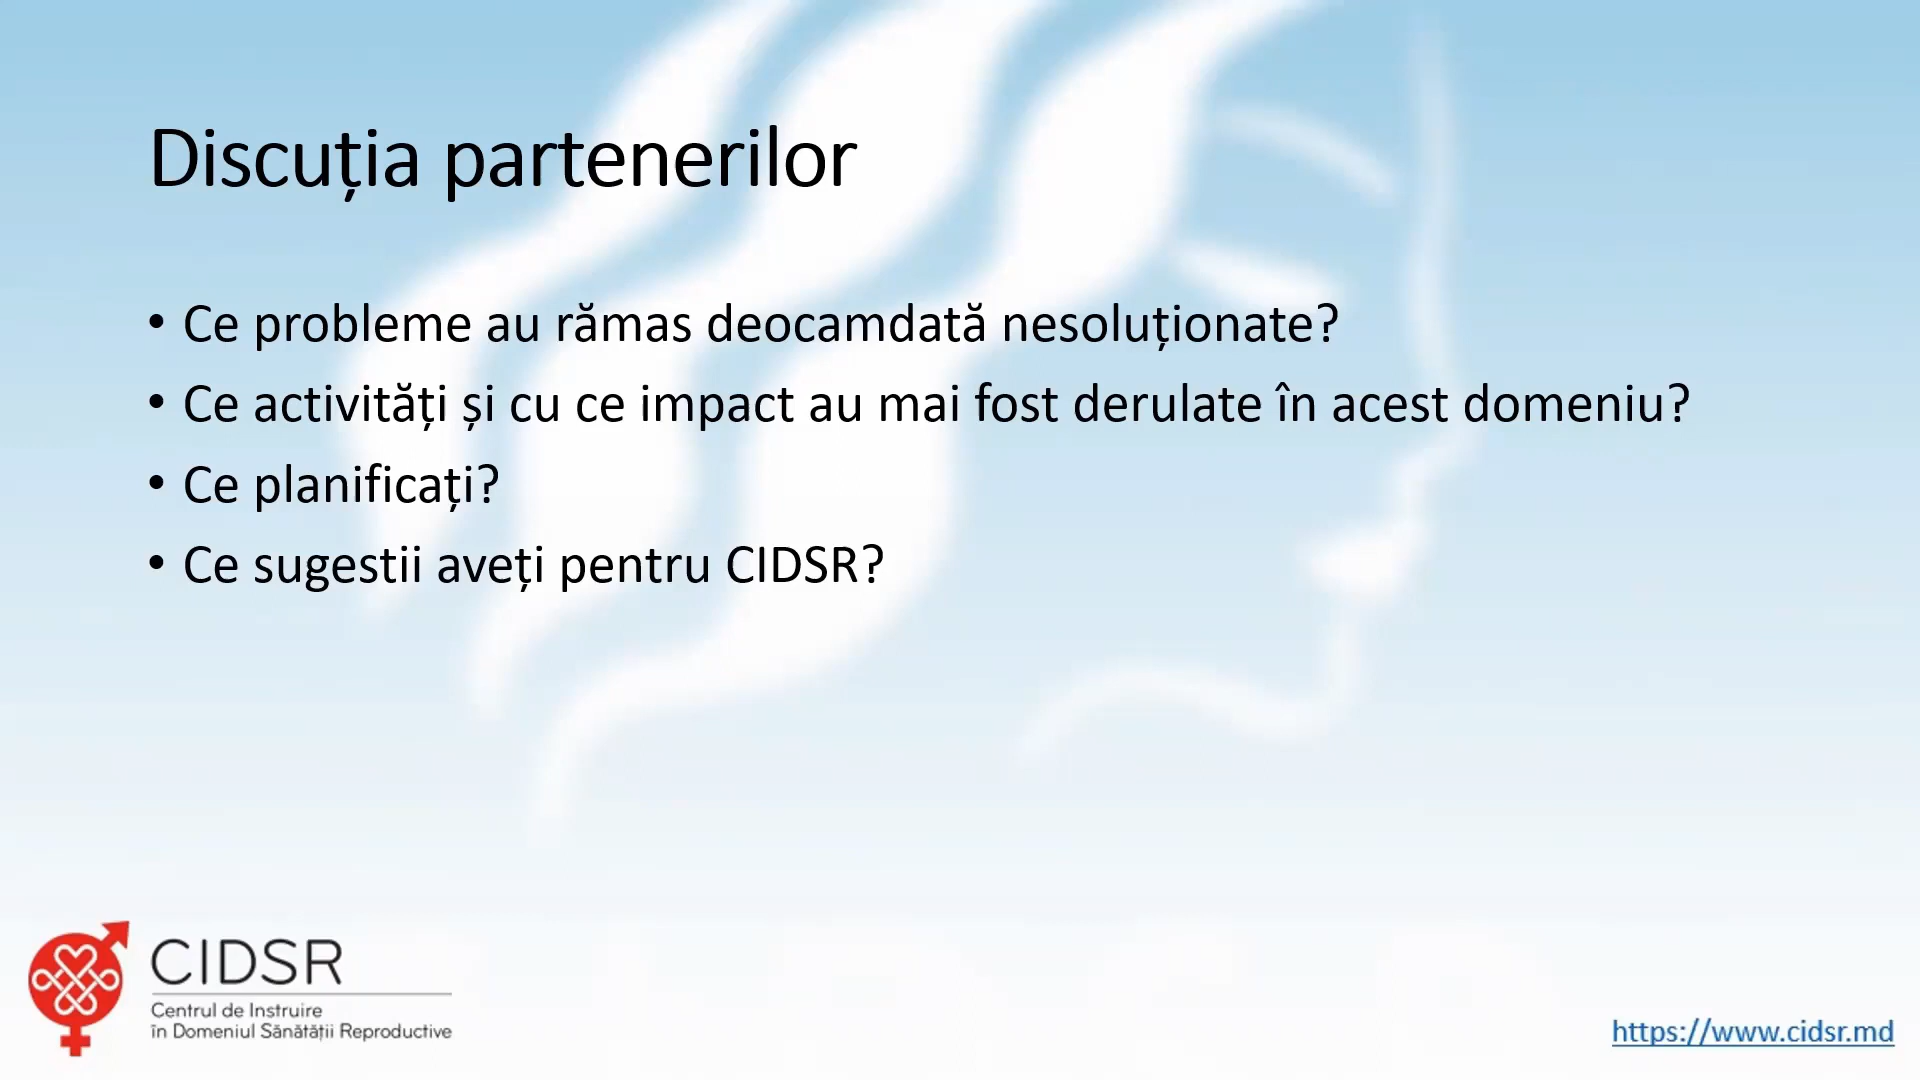 Discuția partenerilor
• Ce probleme au rămas deocamdată nesoluționate?
• Ce activități și cu ce impact au mai fost derulate în acest domeniu?
• Ce planificați?
• Ce sugestii aveți pentru CIDSR?
CIDSR
Centrul de Instruire
în Domeniul Sănătății Reproductive
https://www.cidsr.md